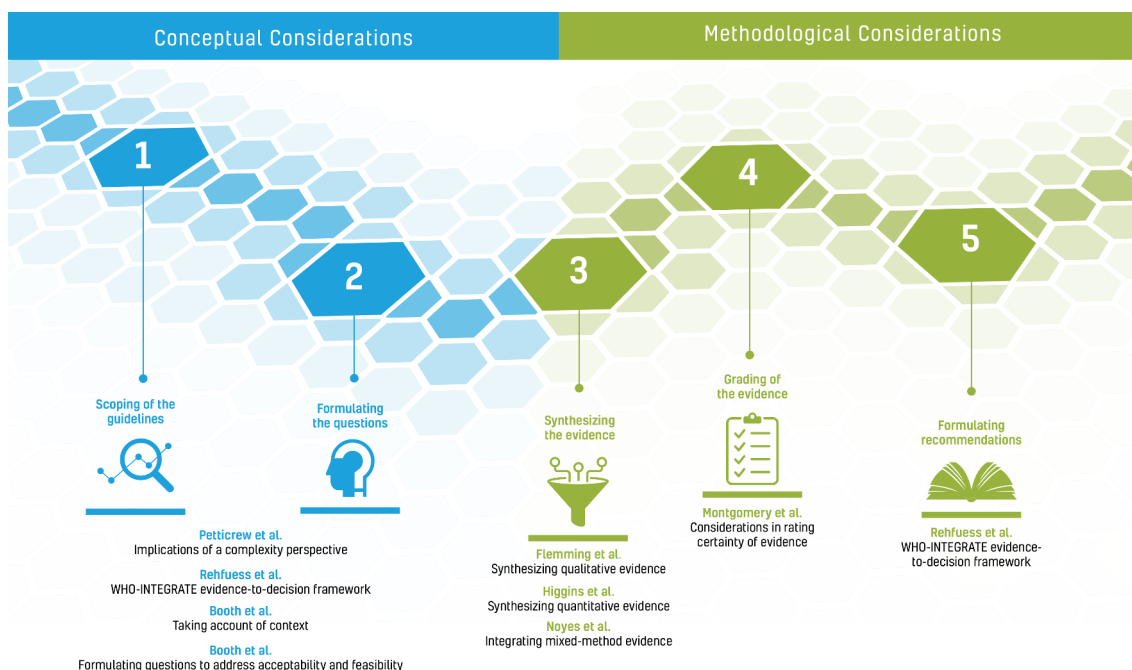 Conceptual Considerations
Methodological Considerations
1
2
3
4
5
Scoping of the
guidelines
Formulating
the questions
Synthesizing
the evidence
Grading of
the evidence
Formulating
recommendations
Petticrew et al.
Implications of a complexity perspective
Rehfuess et al.
WHO-INTEGRATE evidence-to-decision framework
Booth et al.
Taking account of context
Booth et al.
Formulating questions to address acceptability and feasibility
Flemming et al.
Synthesizing qualitative evidence
Higgins et al.
Synthesizing quantitative evidence
Noyes et al.
Integrating mixed-method evidence
Montgomery et al.
Considerations in rating
certainty of evidence
Rehfuess et al.
WHO-INTEGRATE evidence-
to-decision framework